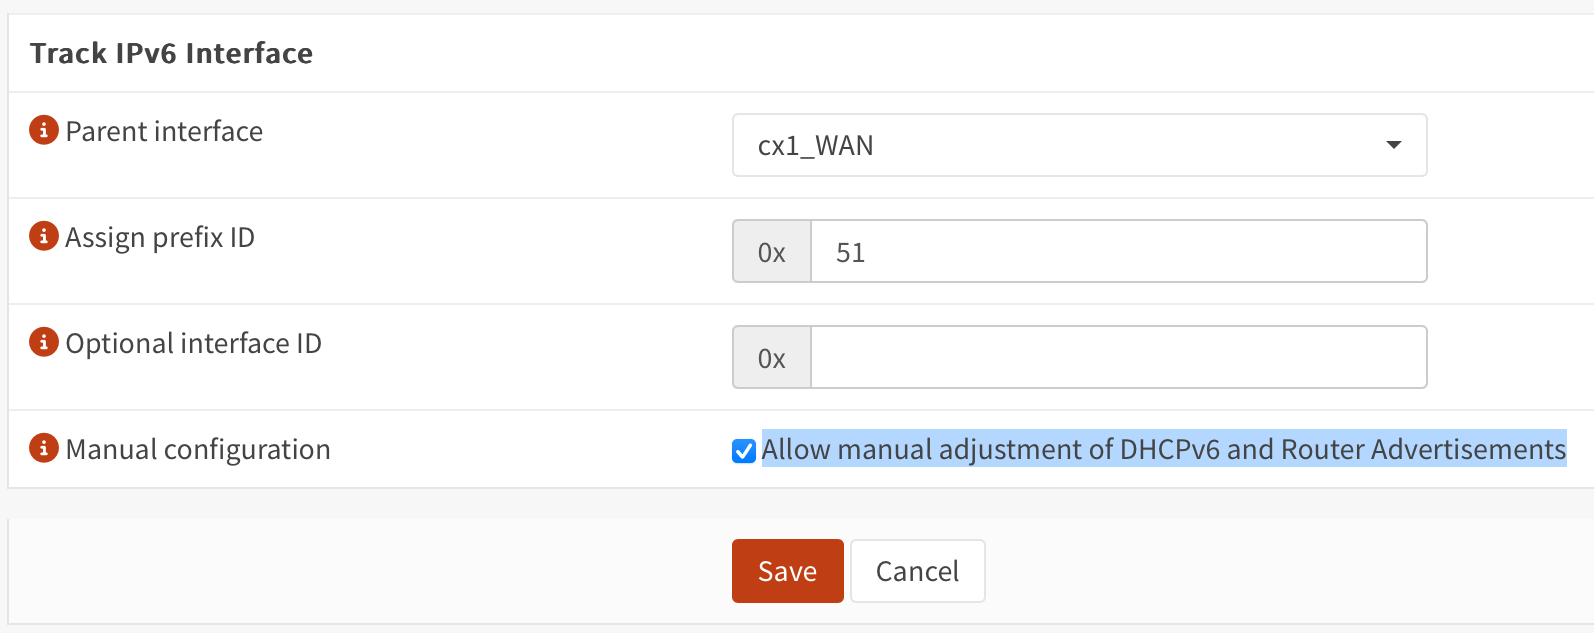 Track IPv6 Interface
Parent interface
cx1_WAN
Assign prefix ID
0x 51
Optional interface ID
0x
Manual configuration
Allow manual adjustment of DHCPv6 and Router Advertisements
Save Cancel